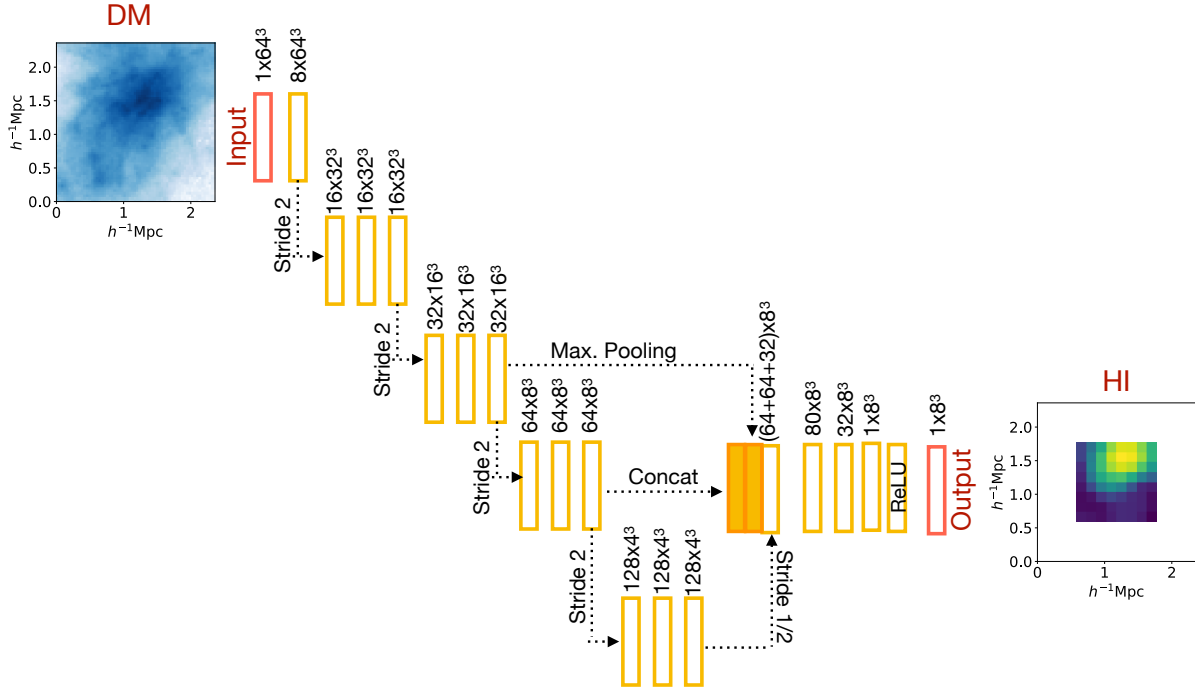 DM
2.0
1.5
1.0
0.5
0.0
h⁻¹Mpc
0
1
2
h⁻¹Mpc
Input
1x64³
8x64³
Stride 2
16x32³
16x32³
16x32³
Stride 2
32x16³
32x16³
32x16³
Max. Pooling
Stride 2
64x8³
64x8³
64x8³
Concat
Stride 2
128x4³
128x4³
128x4³
Stride 1/2
(64+64+32)x8³
80x8³
32x8³
1x8³
ReLU
1x8³
Output
HI
2.0
1.5
1.0
0.5
0.0
h⁻¹Mpc
0
1
2
h⁻¹Mpc